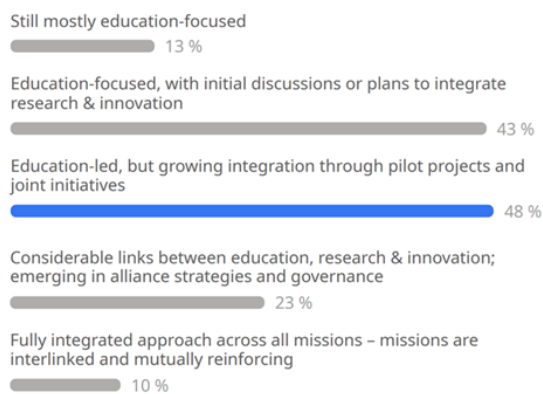 Still mostly education-focused
13 %
Education-focused, with initial discussions or plans to integrate
research & innovation
43 %
Education-led, but growing integration through pilot projects and
joint initiatives
48 %
Considerable links between education, research & innovation;
emerging in alliance strategies and governance
23 %
Fully integrated approach across all missions – missions are
interlinked and mutually reinforcing
10 %